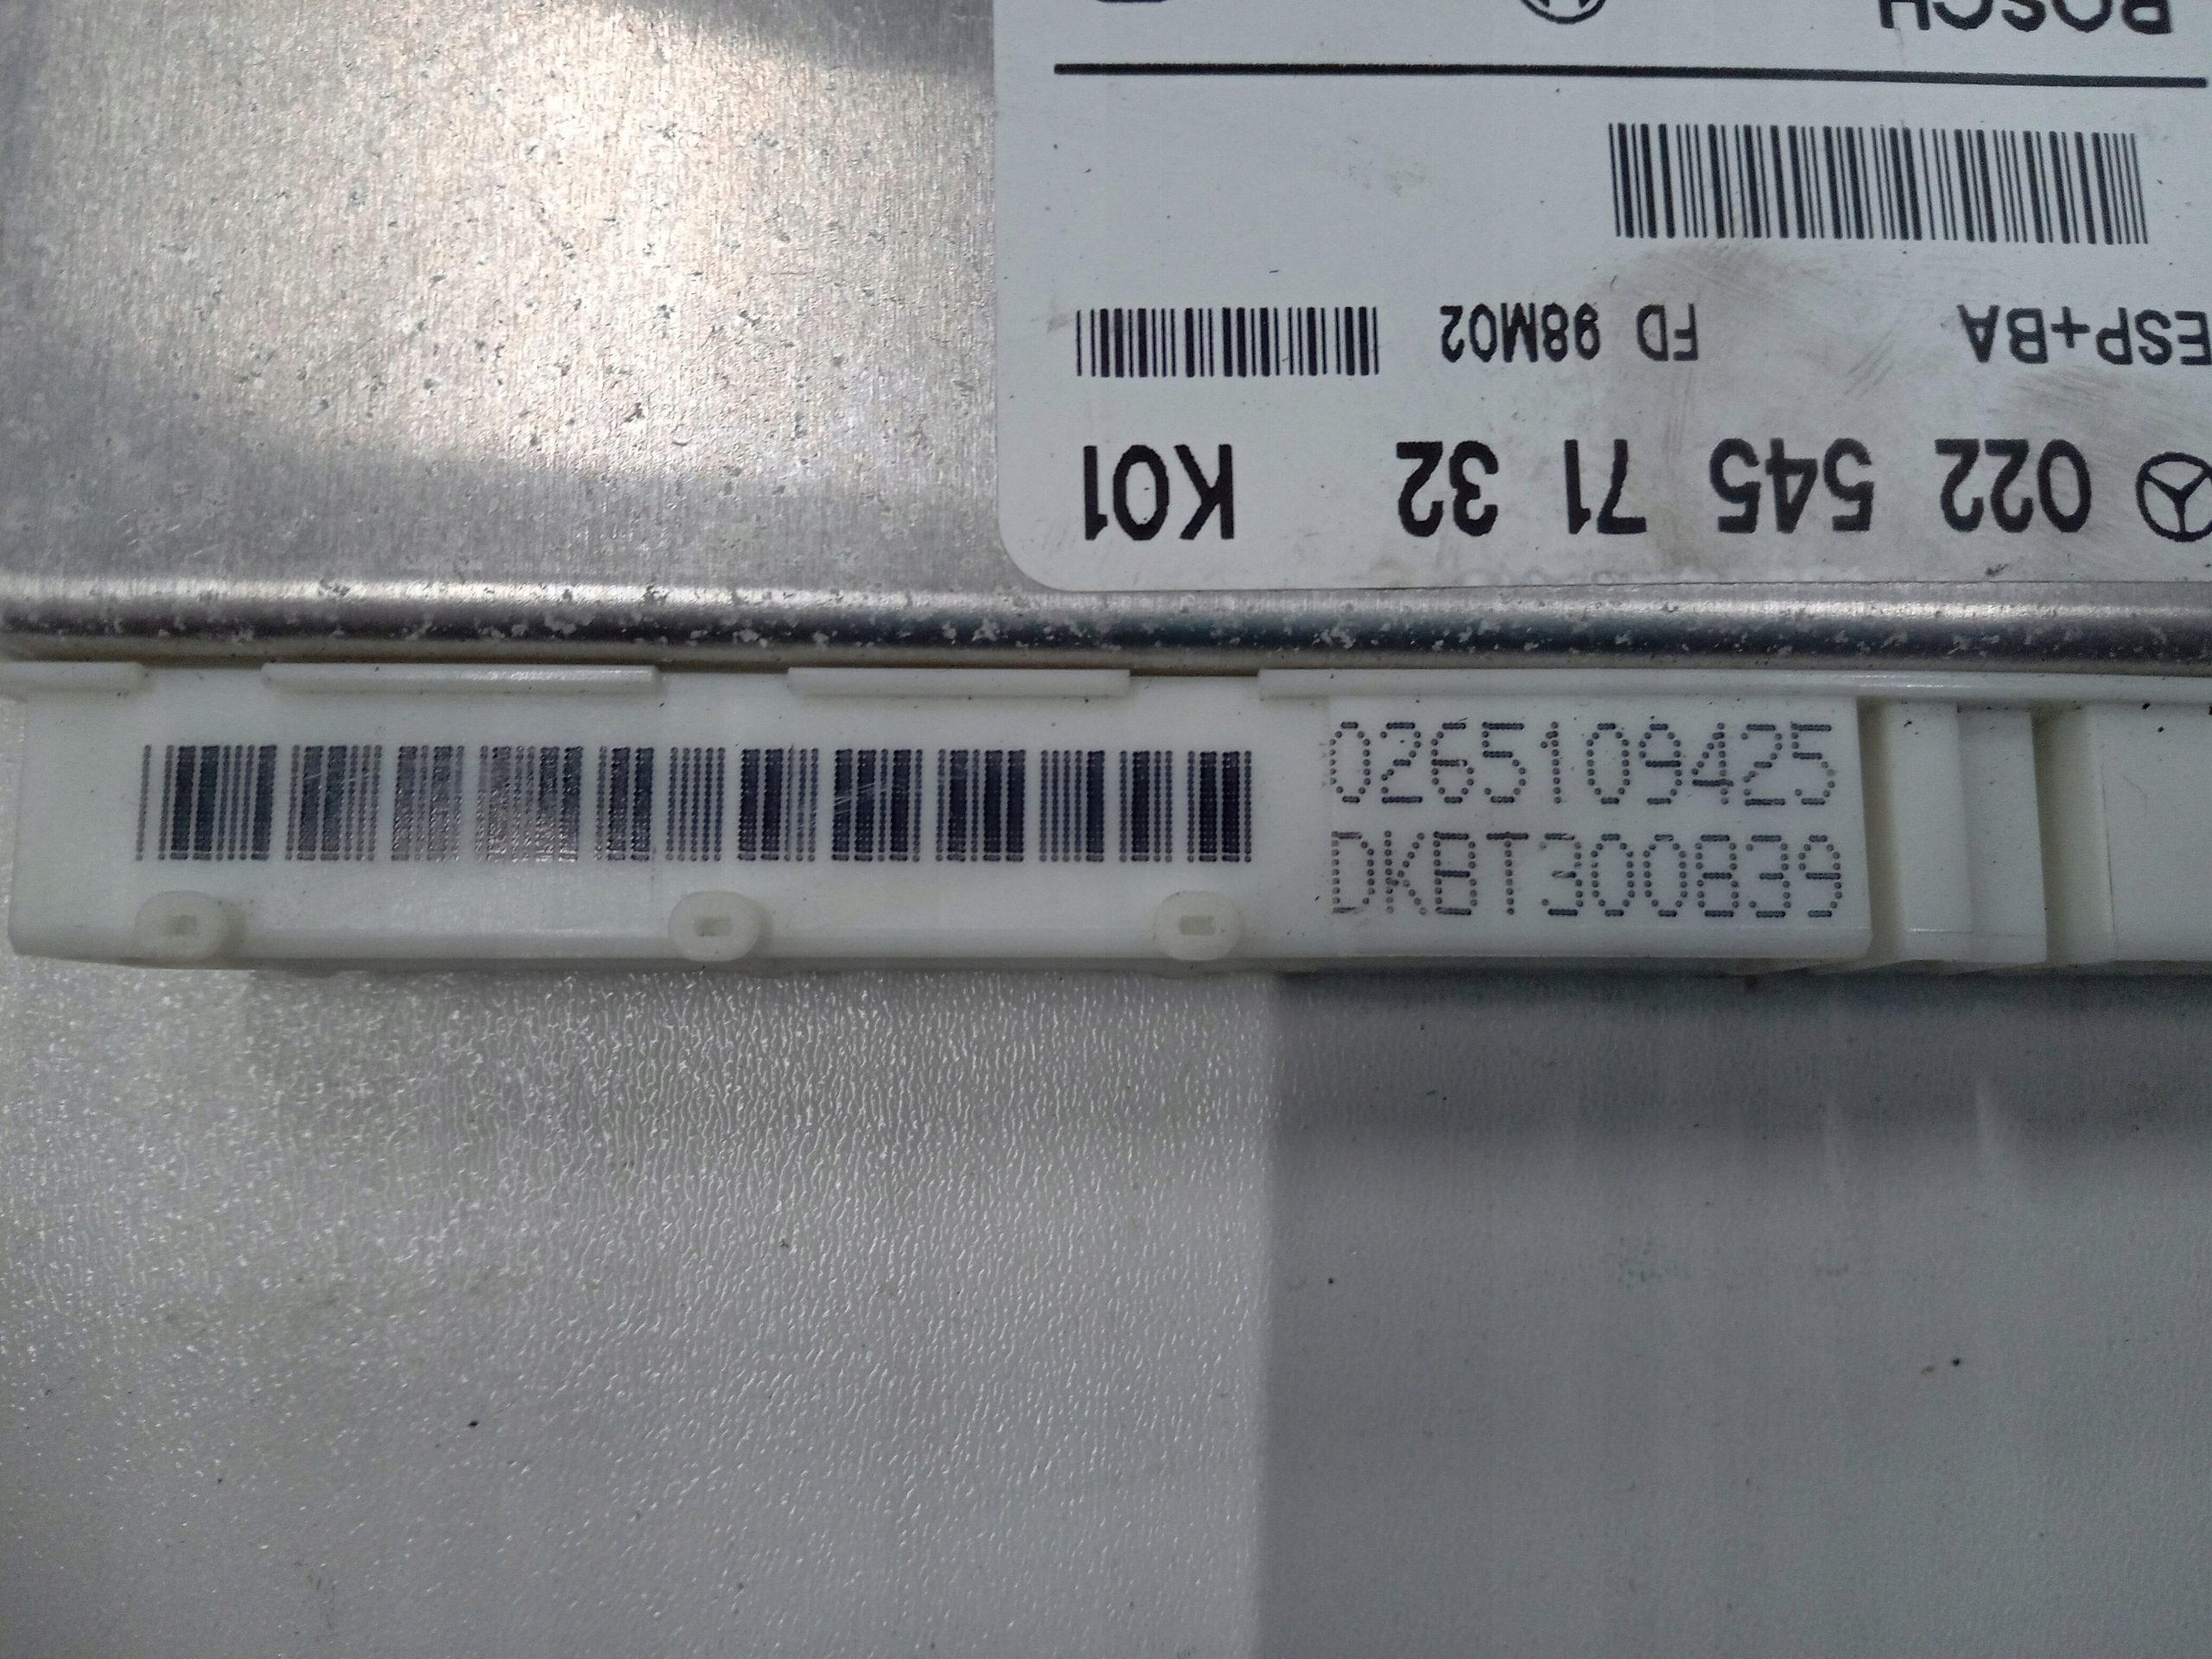 022 545 71 32 K01
ESP+BA FD 98M02
BOSCH
0265109425
DKBT300839